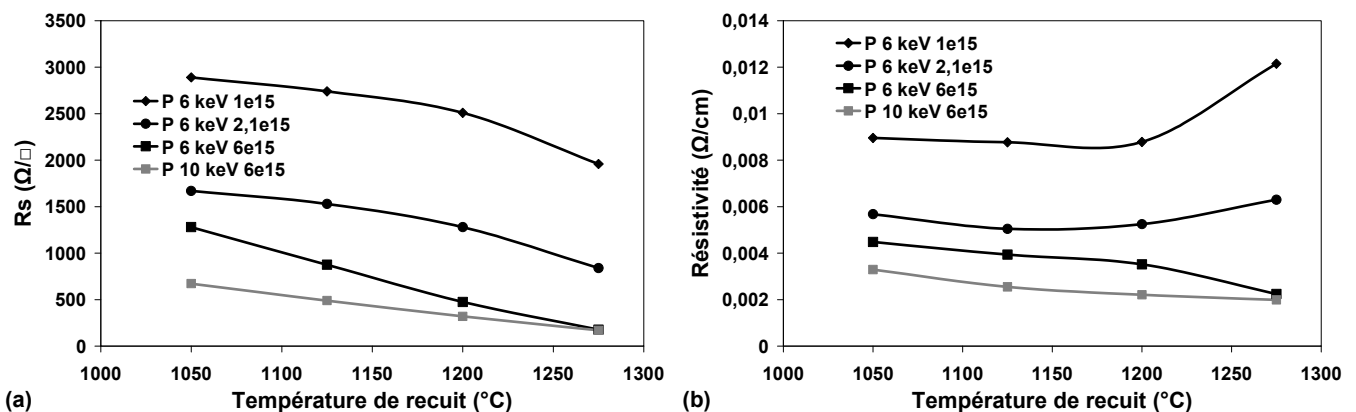 3500
3000
2500
2000
1500
1000
500
0
Rs (Ω/□)
P 6 keV 1e15
P 6 keV 2,1e15
P 6 keV 6e15
P 10 keV 6e15
1000 1050 1100 1150 1200 1250 1300
(a) Température de recuit (°C)
0,014
0,012
0,01
0,008
0,006
0,004
0,002
0
Résistivité (Ω/cm)
P 6 keV 1e15
P 6 keV 2,1e15
P 6 keV 6e15
P 10 keV 6e15
1000 1050 1100 1150 1200 1250 1300
(b) Température de recuit (°C)